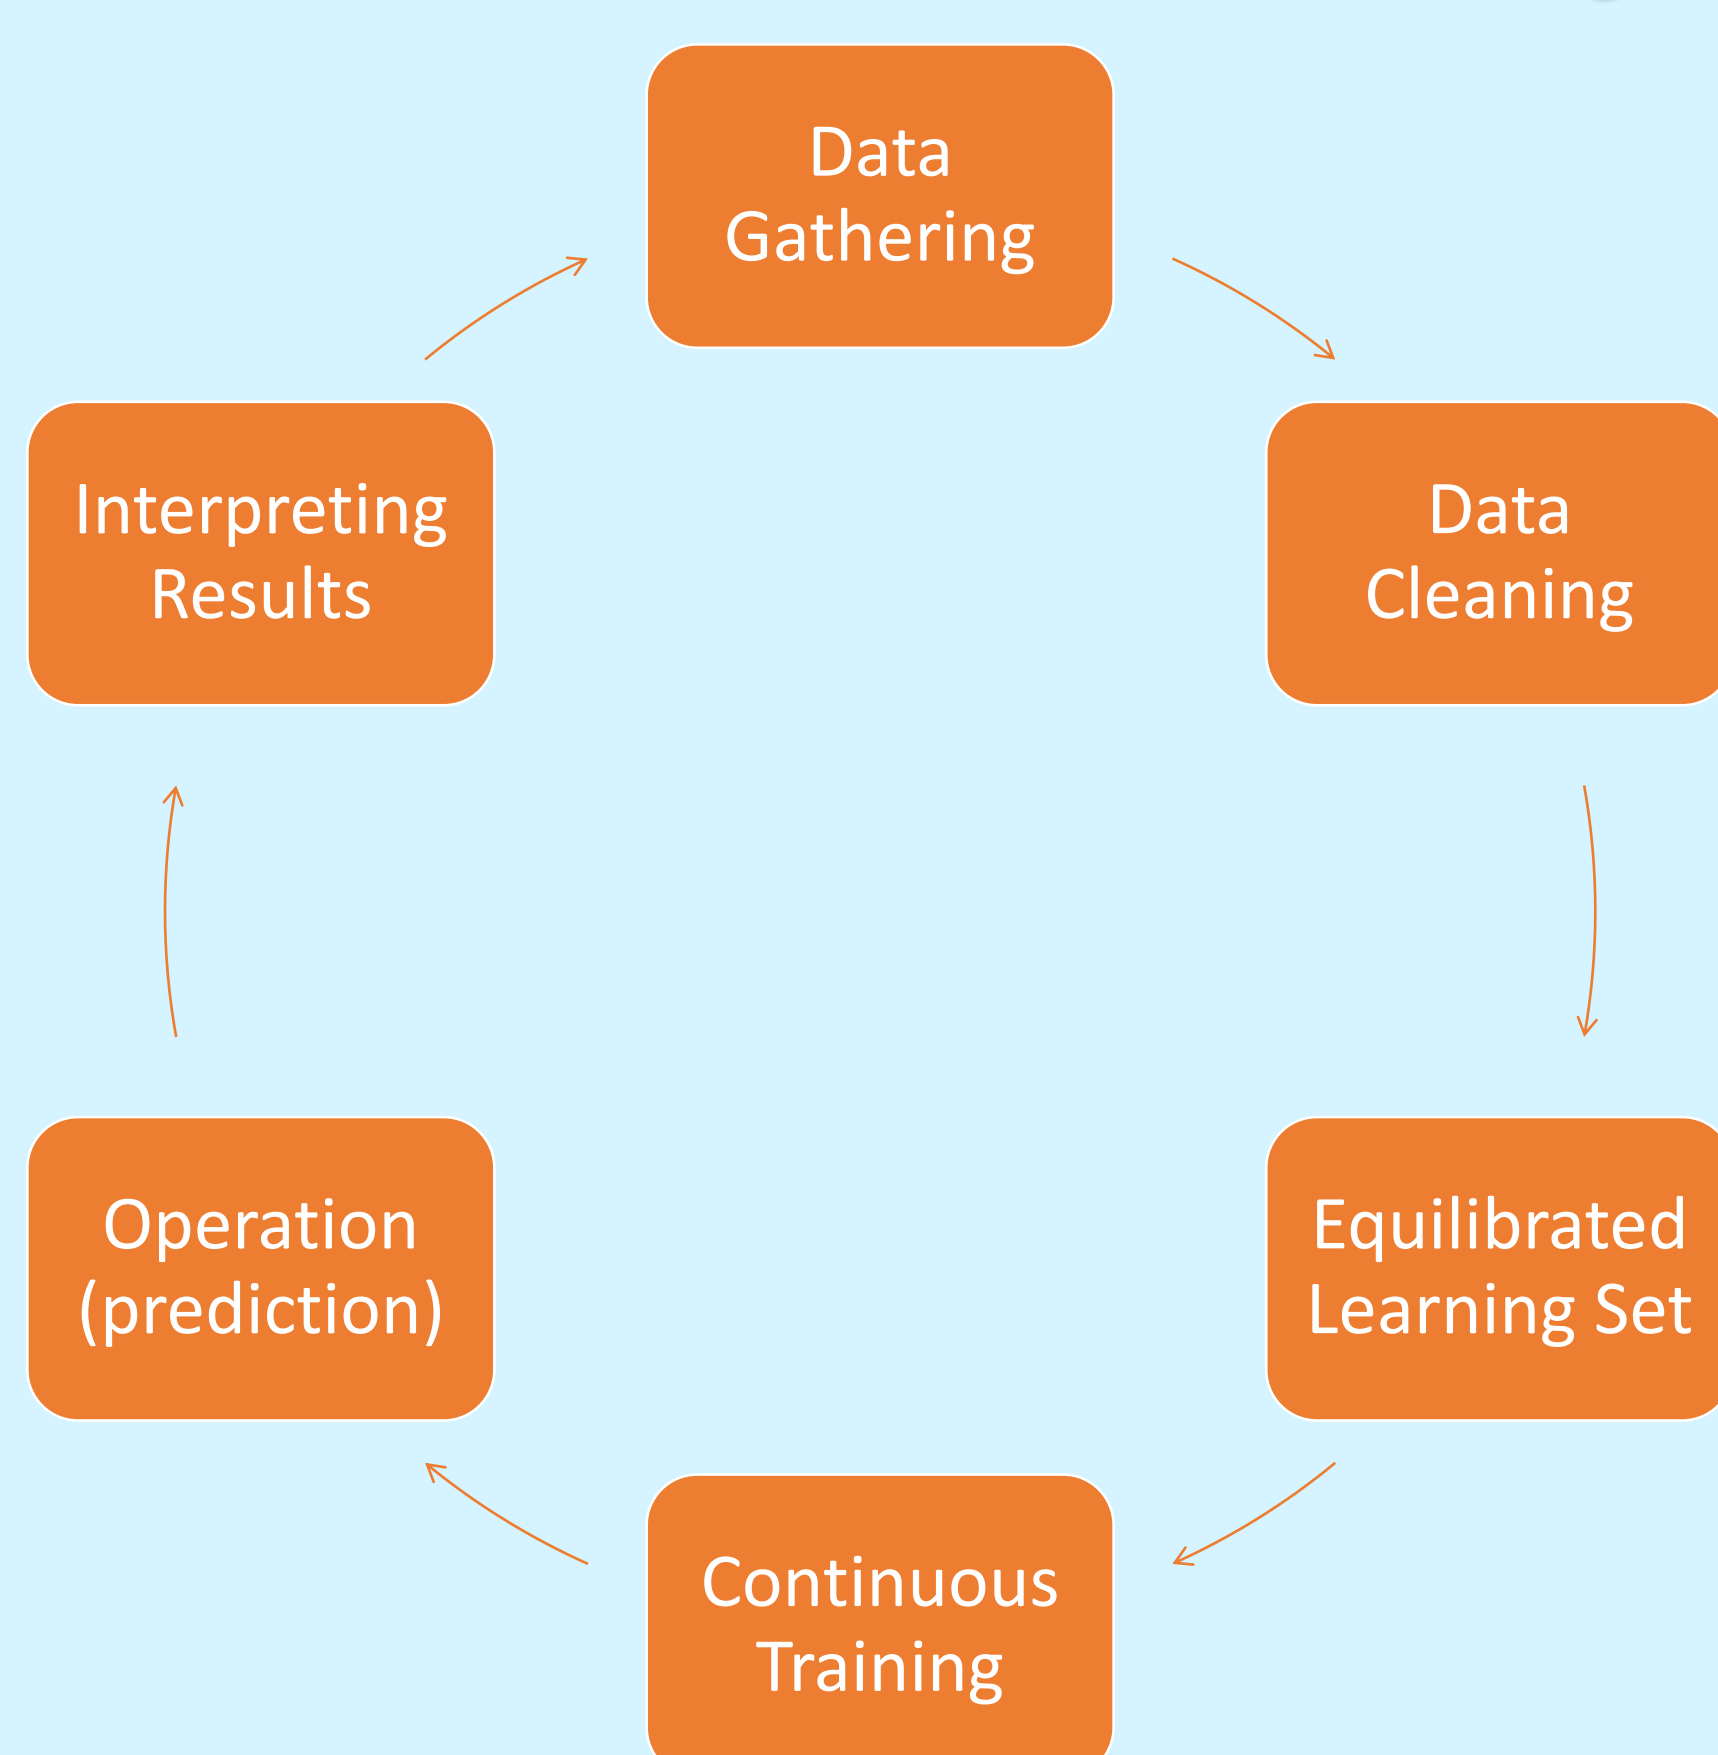 Data
Gathering
Data
Cleaning
Equilibrated
Learning Set
Continuous
Training
Operation
(prediction)
Interpreting
Results